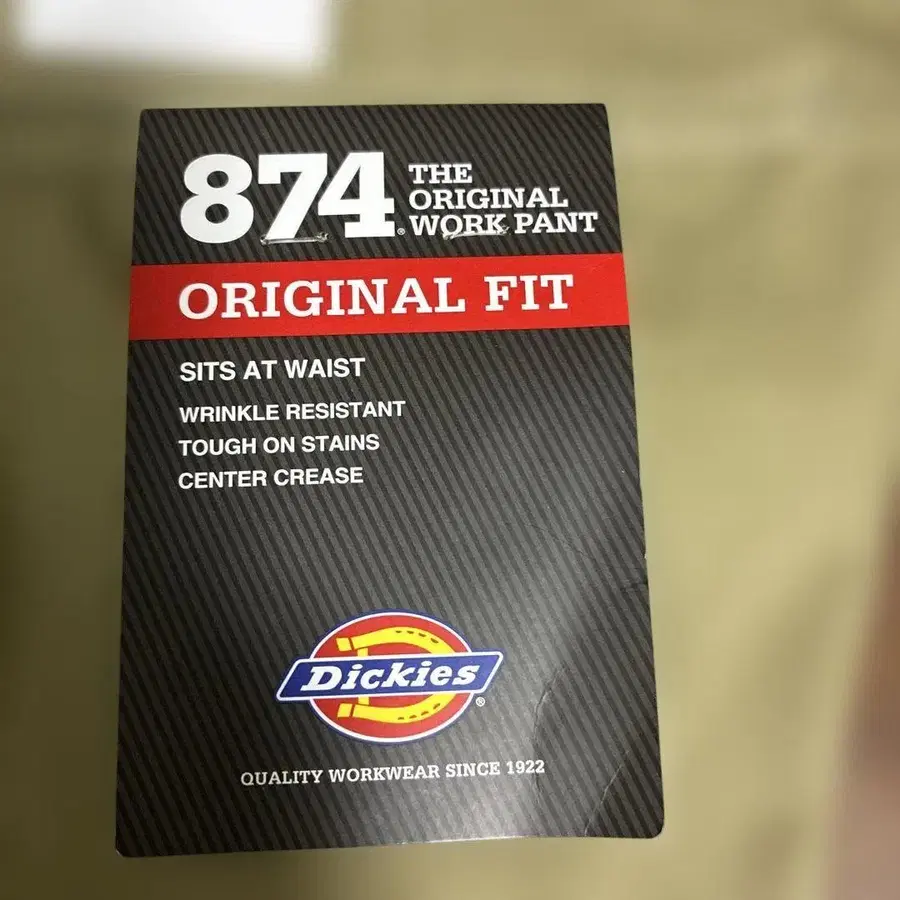 874® THE
ORIGINAL
WORK PANT
ORIGINAL FIT
SITS AT WAIST
WRINKLE RESISTANT
TOUGH ON STAINS
CENTER CREASE
Dickies®
QUALITY WORKWEAR SINCE 1922